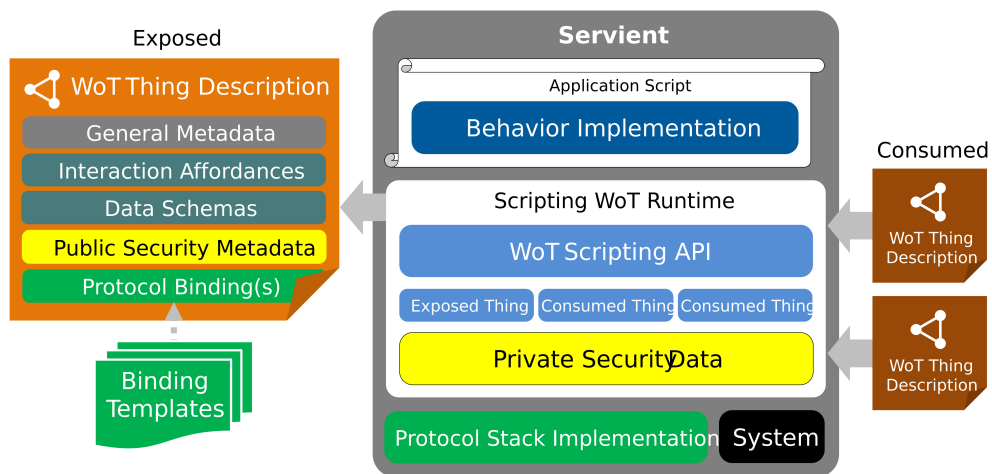 Exposed
WoT Thing Description
General Metadata
Interaction Affordances
Data Schemas
Public Security Metadata
Protocol Binding(s)
Binding
Templates
Servient
Application Script
Behavior Implementation
Scripting WoT Runtime
WoT Scripting API
Exposed Thing
Consumed Thing
Consumed Thing
Private Security Data
Protocol Stack Implementation
System
Consumed
WoT Thing
Description
WoT Thing
Description